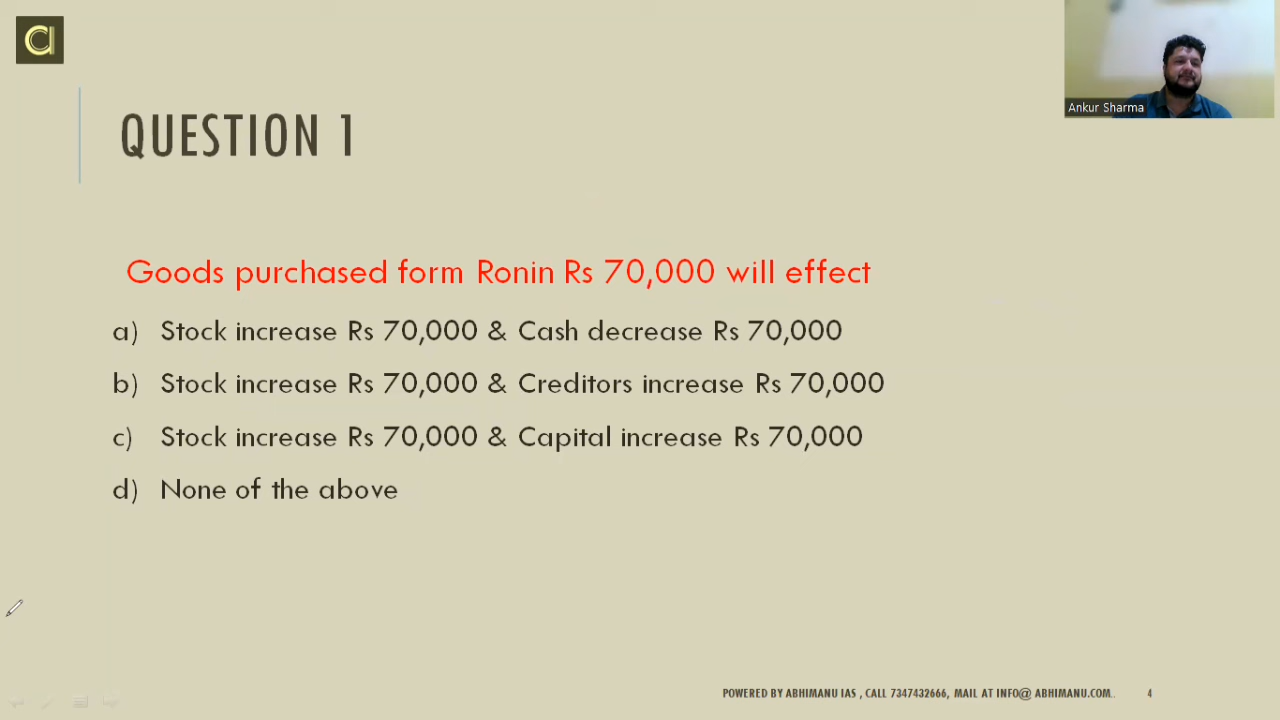 Ankur Sharma
QUESTION 1
Goods purchased form Ronin Rs 70,000 will effect
a) Stock increase Rs 70,000 & Cash decrease Rs 70,000
b) Stock increase Rs 70,000 & Creditors increase Rs 70,000
c) Stock increase Rs 70,000 & Capital increase Rs 70,000
d) None of the above
POWERED BY ABHIMANU IAS , CALL 7347432666, MAIL AT INFO@ ABHIMANU.COM.. 4